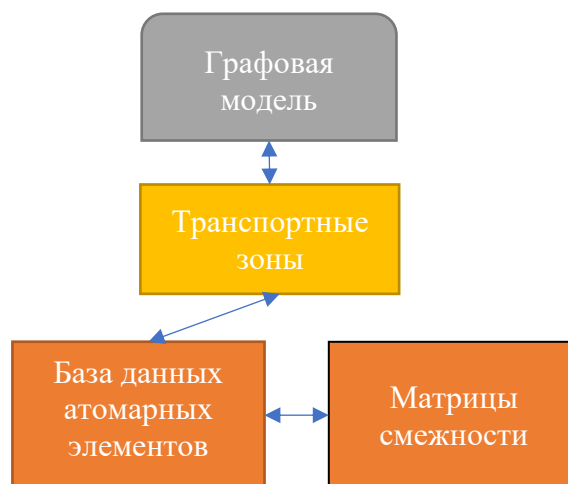 Графовая
модель
Транспортные
зоны
База данных
атомарных
элементов
Матрицы
смежности